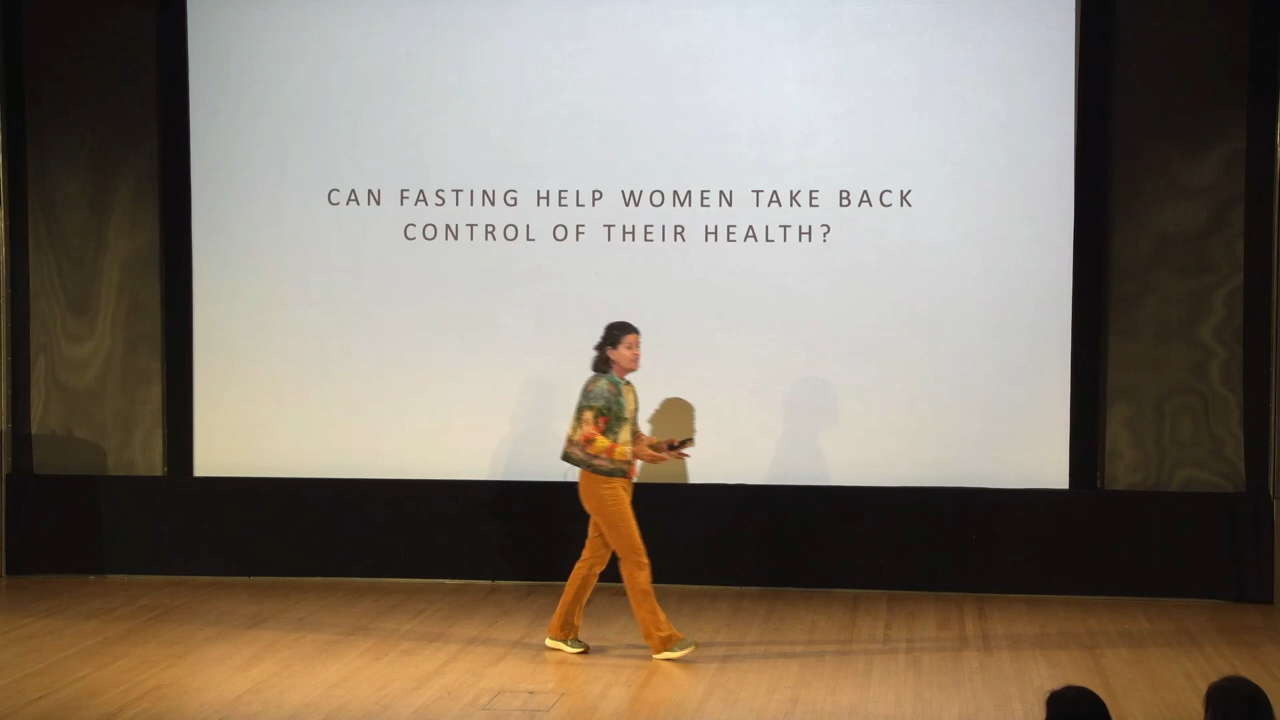 CAN FASTING HELP WOMEN TAKE BACK
CONTROL OF THEIR HEALTH?